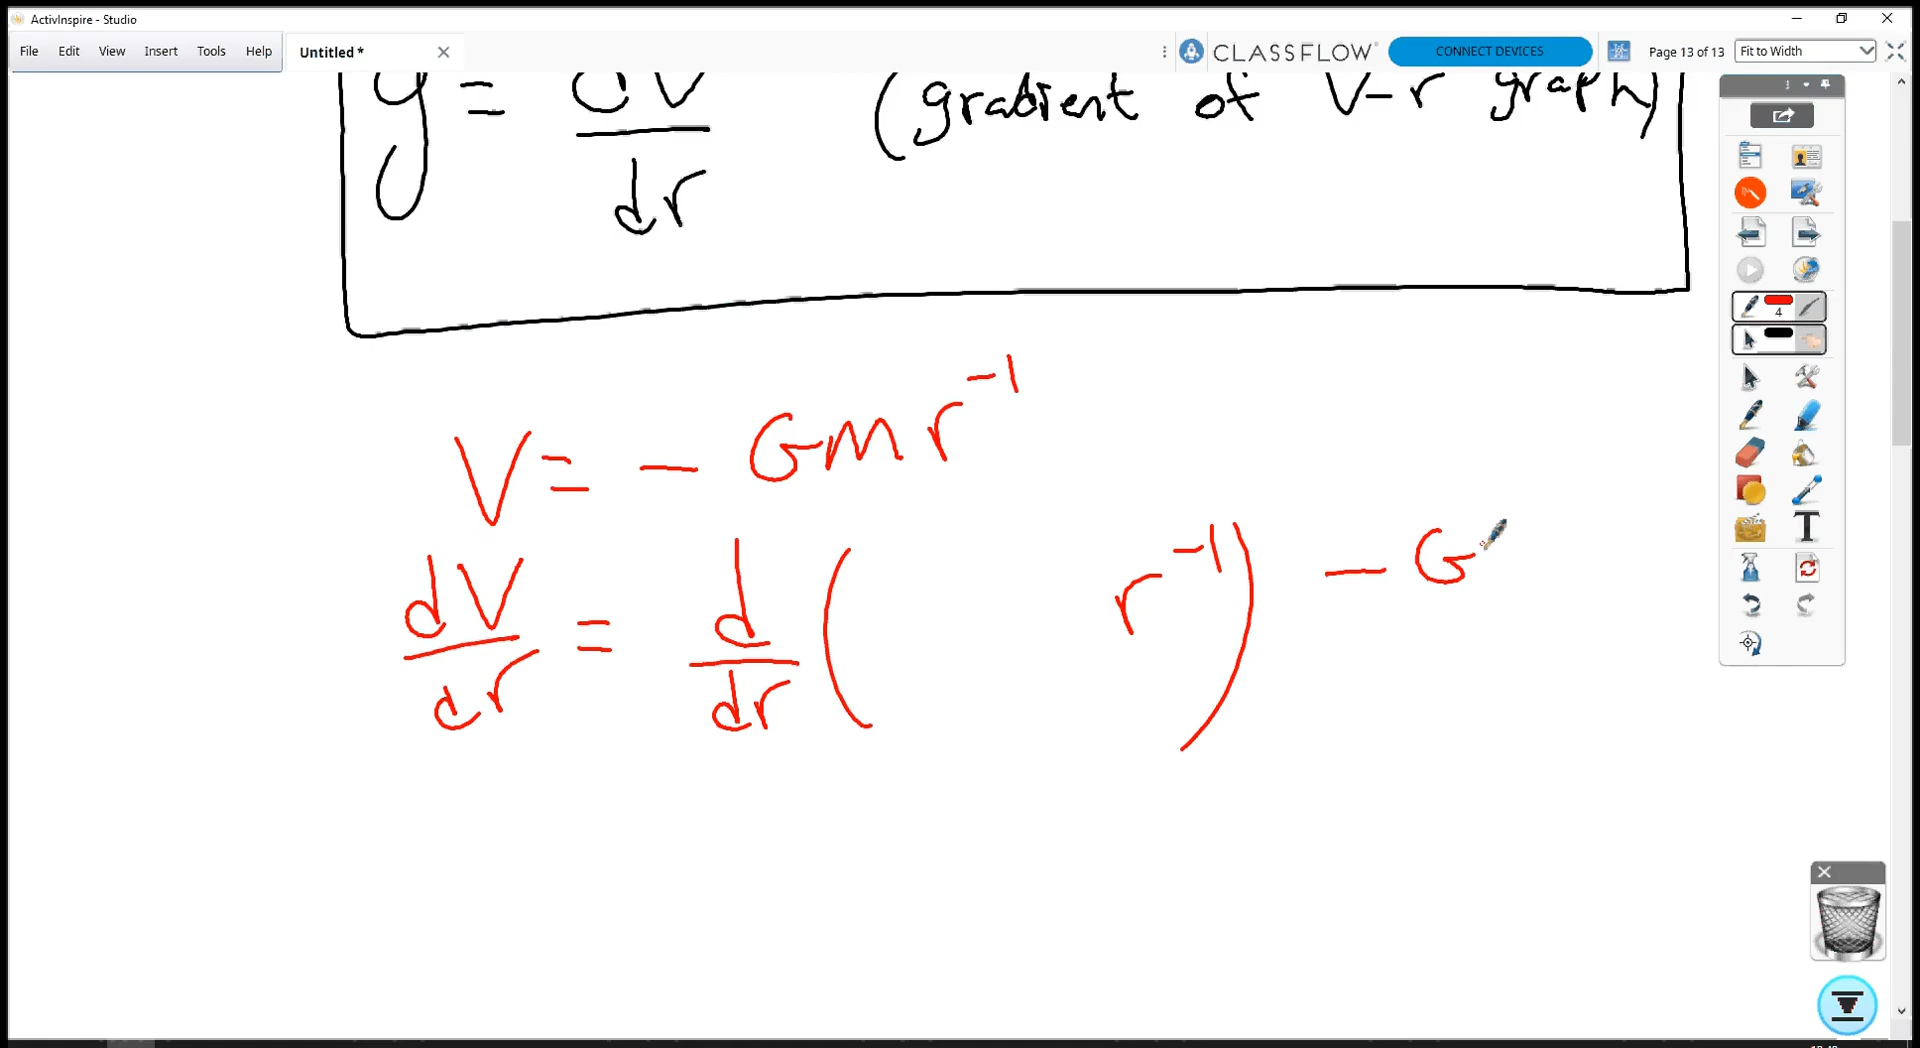 ActivInspire - Studio
File Edit View Insert Tools Help Untitled * CLASSFLOW CONNECT DEVICES Page 13 of 13 Fit to Width
g = dV/dr (gradient of V-r graph)
4
V = - GMr⁻¹
dV/dr = d/dr ( r⁻¹) - G
T